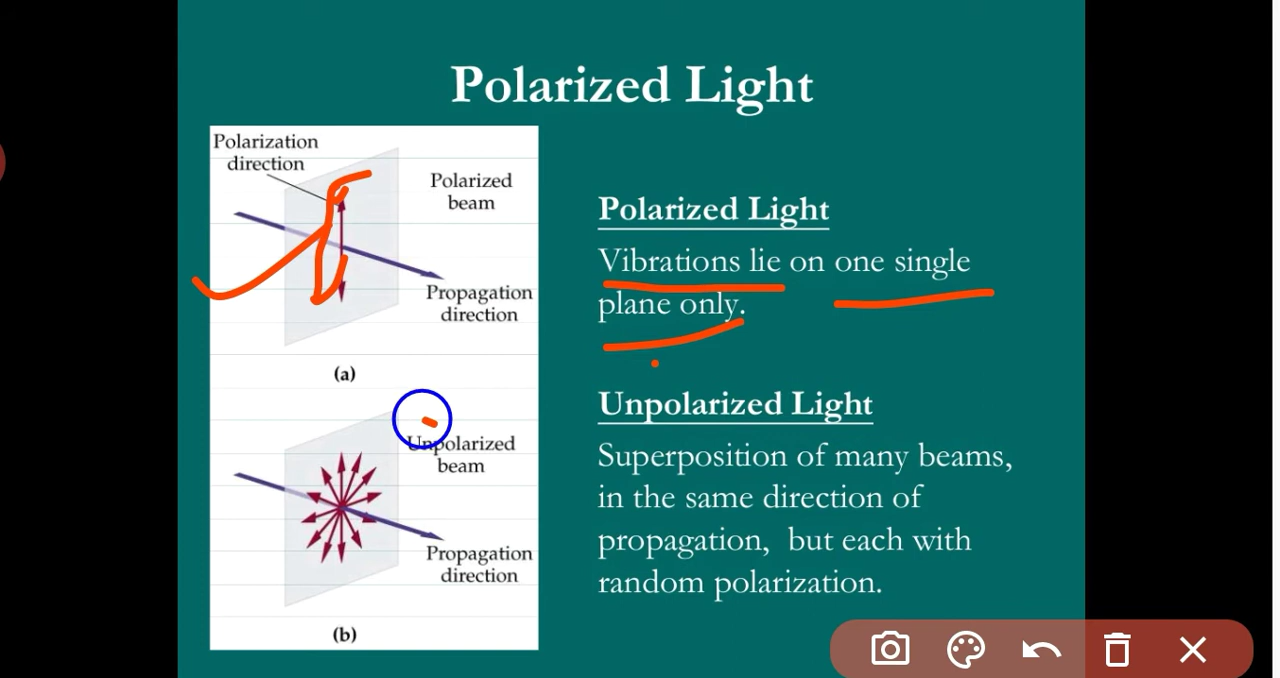 Polarized Light
Polarization
direction
Polarized
beam
Propagation
direction
(a)
Unpolarized
beam
Propagation
direction
(b)
Polarized Light
Vibrations lie on one single
plane only.
Unpolarized Light
Superposition of many beams,
in the same direction of
propagation, but each with
random polarization.